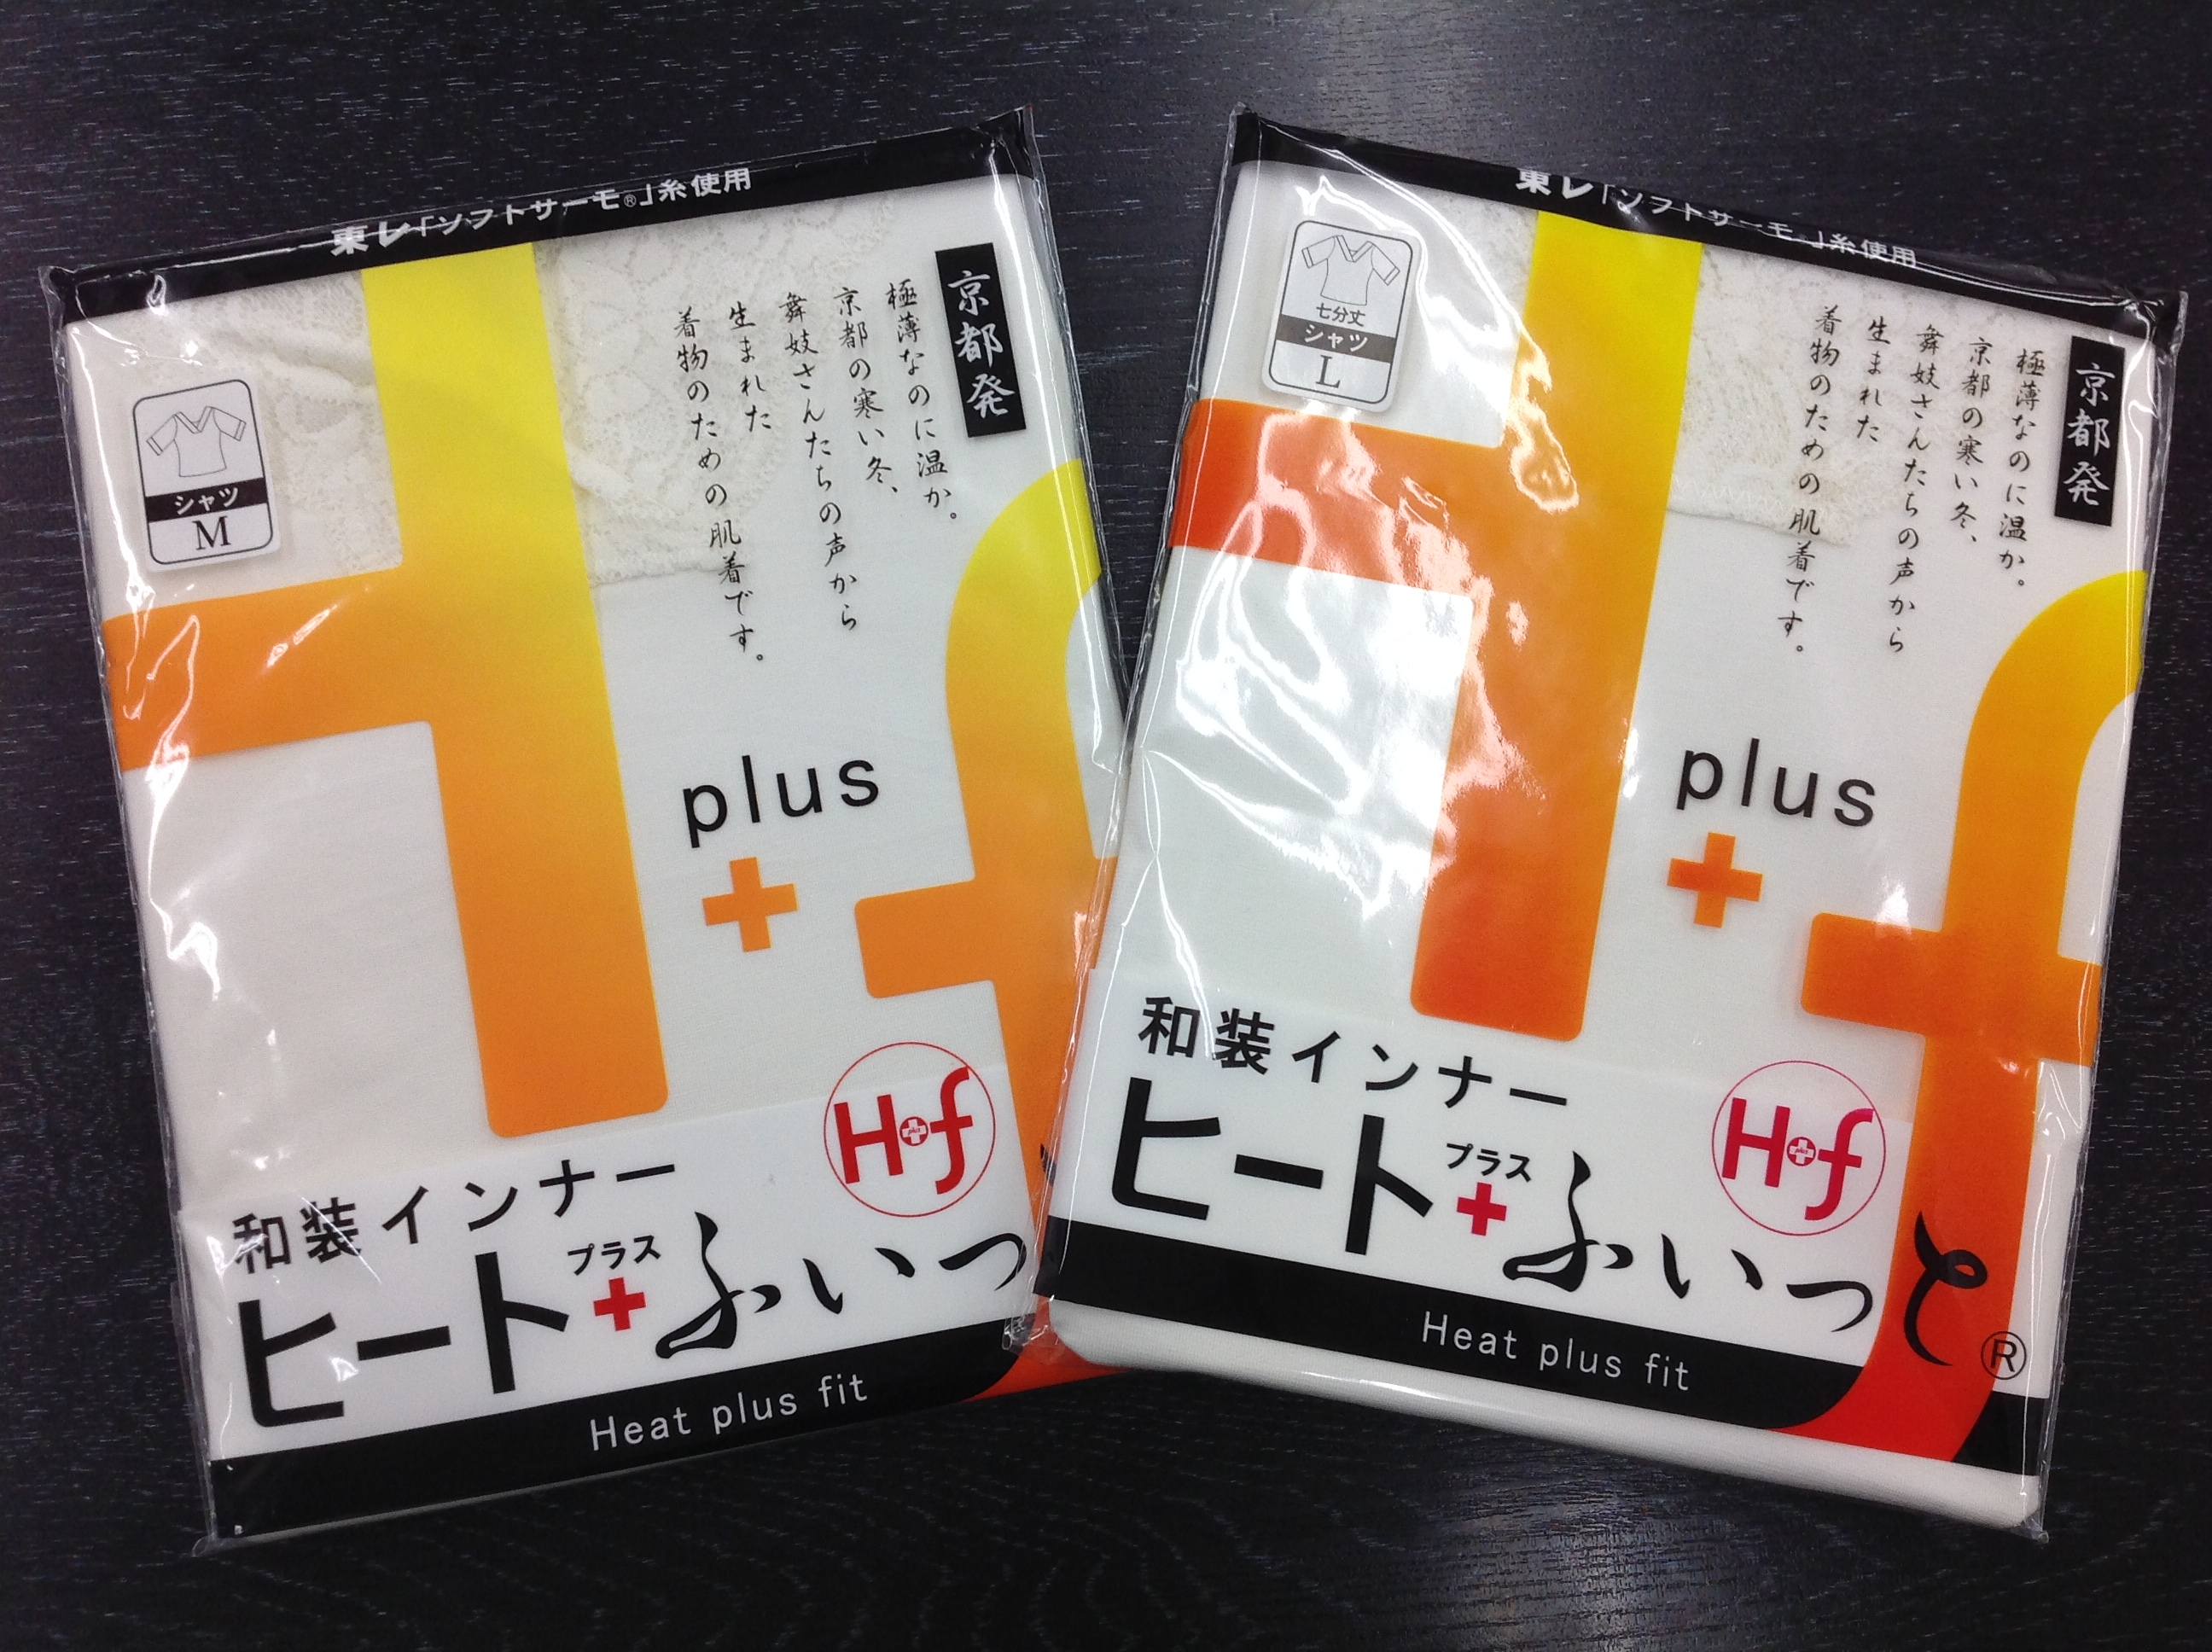 東レ「ソフトサーモ®」糸使用
京都発
極薄なのに温か。
京都の寒い冬、
舞妓さんたちの声から
生まれた
着物のための肌着です。
シャツ
M
plus
+
H plus f
和装インナー
ヒート+ふいっ
プラス
Heat plus fit
東レ「ソフトサーモ®」糸使用
京都発
極薄なのに温か。
京都の寒い冬、
舞妓さんたちの声から
生まれた
着物のための肌着です。
七分丈
シャツ
L
plus
+
H plus f
和装インナー
ヒート+ふいっと®
プラス
Heat plus fit